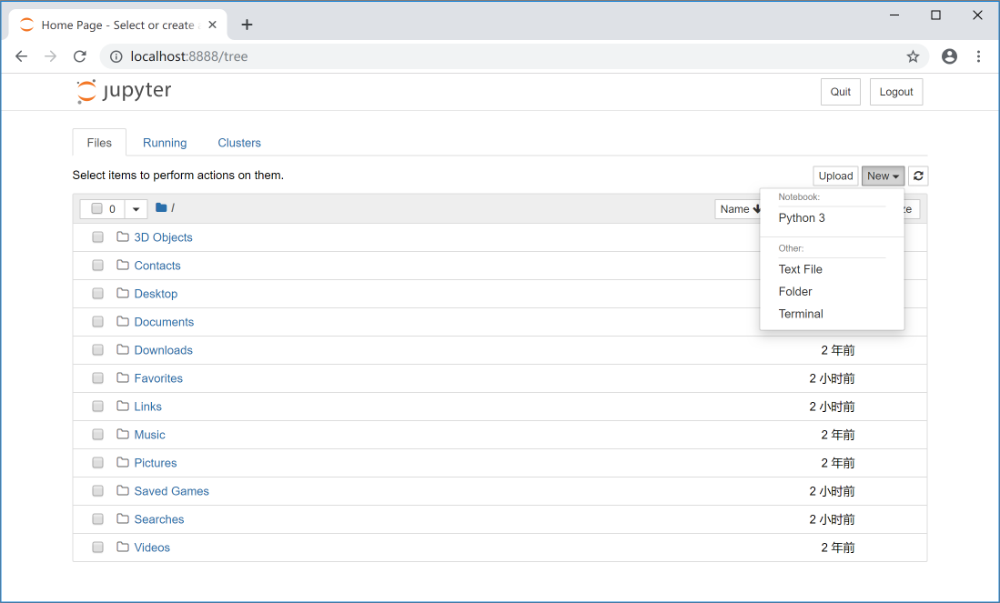 Home Page - Select or create
localhost:8888/tree
jupyter
Quit
Logout
Files
Running
Clusters
Select items to perform actions on them.
Upload
New
0
/
Name
Notebook:
Python 3
Other:
Text File
Folder
Terminal
3D Objects
Contacts
Desktop
Documents
Downloads 2 年前
Favorites 2 小时前
Links 2 小时前
Music 2 年前
Pictures 2 年前
Saved Games 2 小时前
Searches 2 小时前
Videos 2 年前